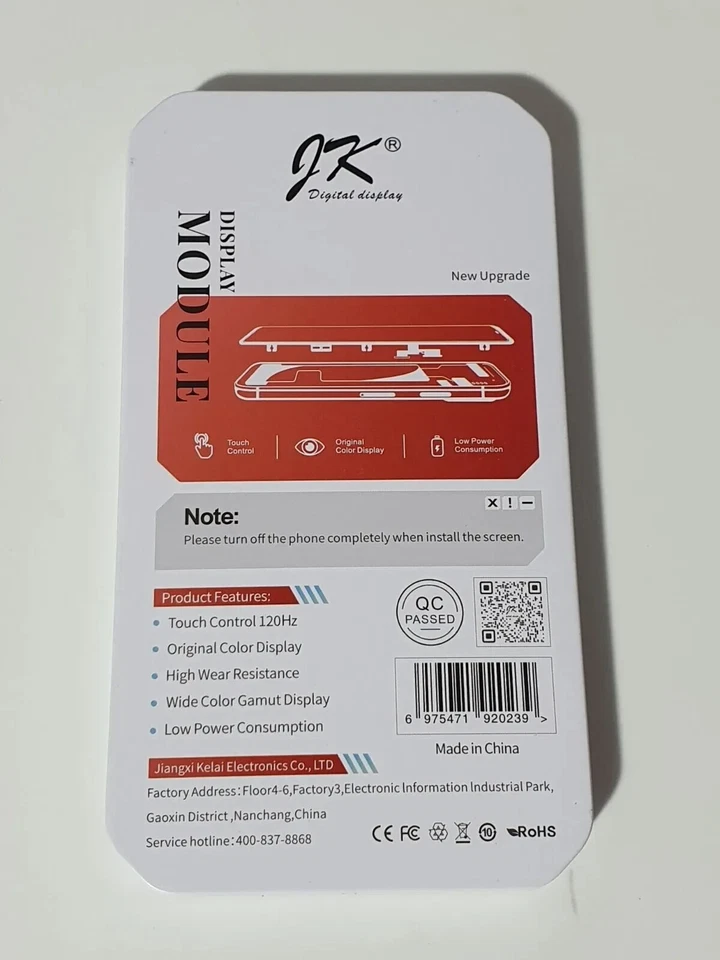 JK®
Digital display
DISPLAY
MODULE
New Upgrade
Touch
Control
Original
Color Display
Low Power
Consumption
X ! −
Note:
Please turn off the phone completely when install the screen.
Product Features:
• Touch Control 120Hz
• Original Color Display
• High Wear Resistance
• Wide Color Gamut Display
• Low Power Consumption
QC
PASSED
6 975471 920239 >
Made in China
Jiangxi Kelai Electronics Co., LTD
Factory Address:Floor4-6,Factory3,Electronic Information Industrial Park,
Gaoxin District ,Nanchang,China
Service hotline:400-837-8868
CE FC 10 RoHS